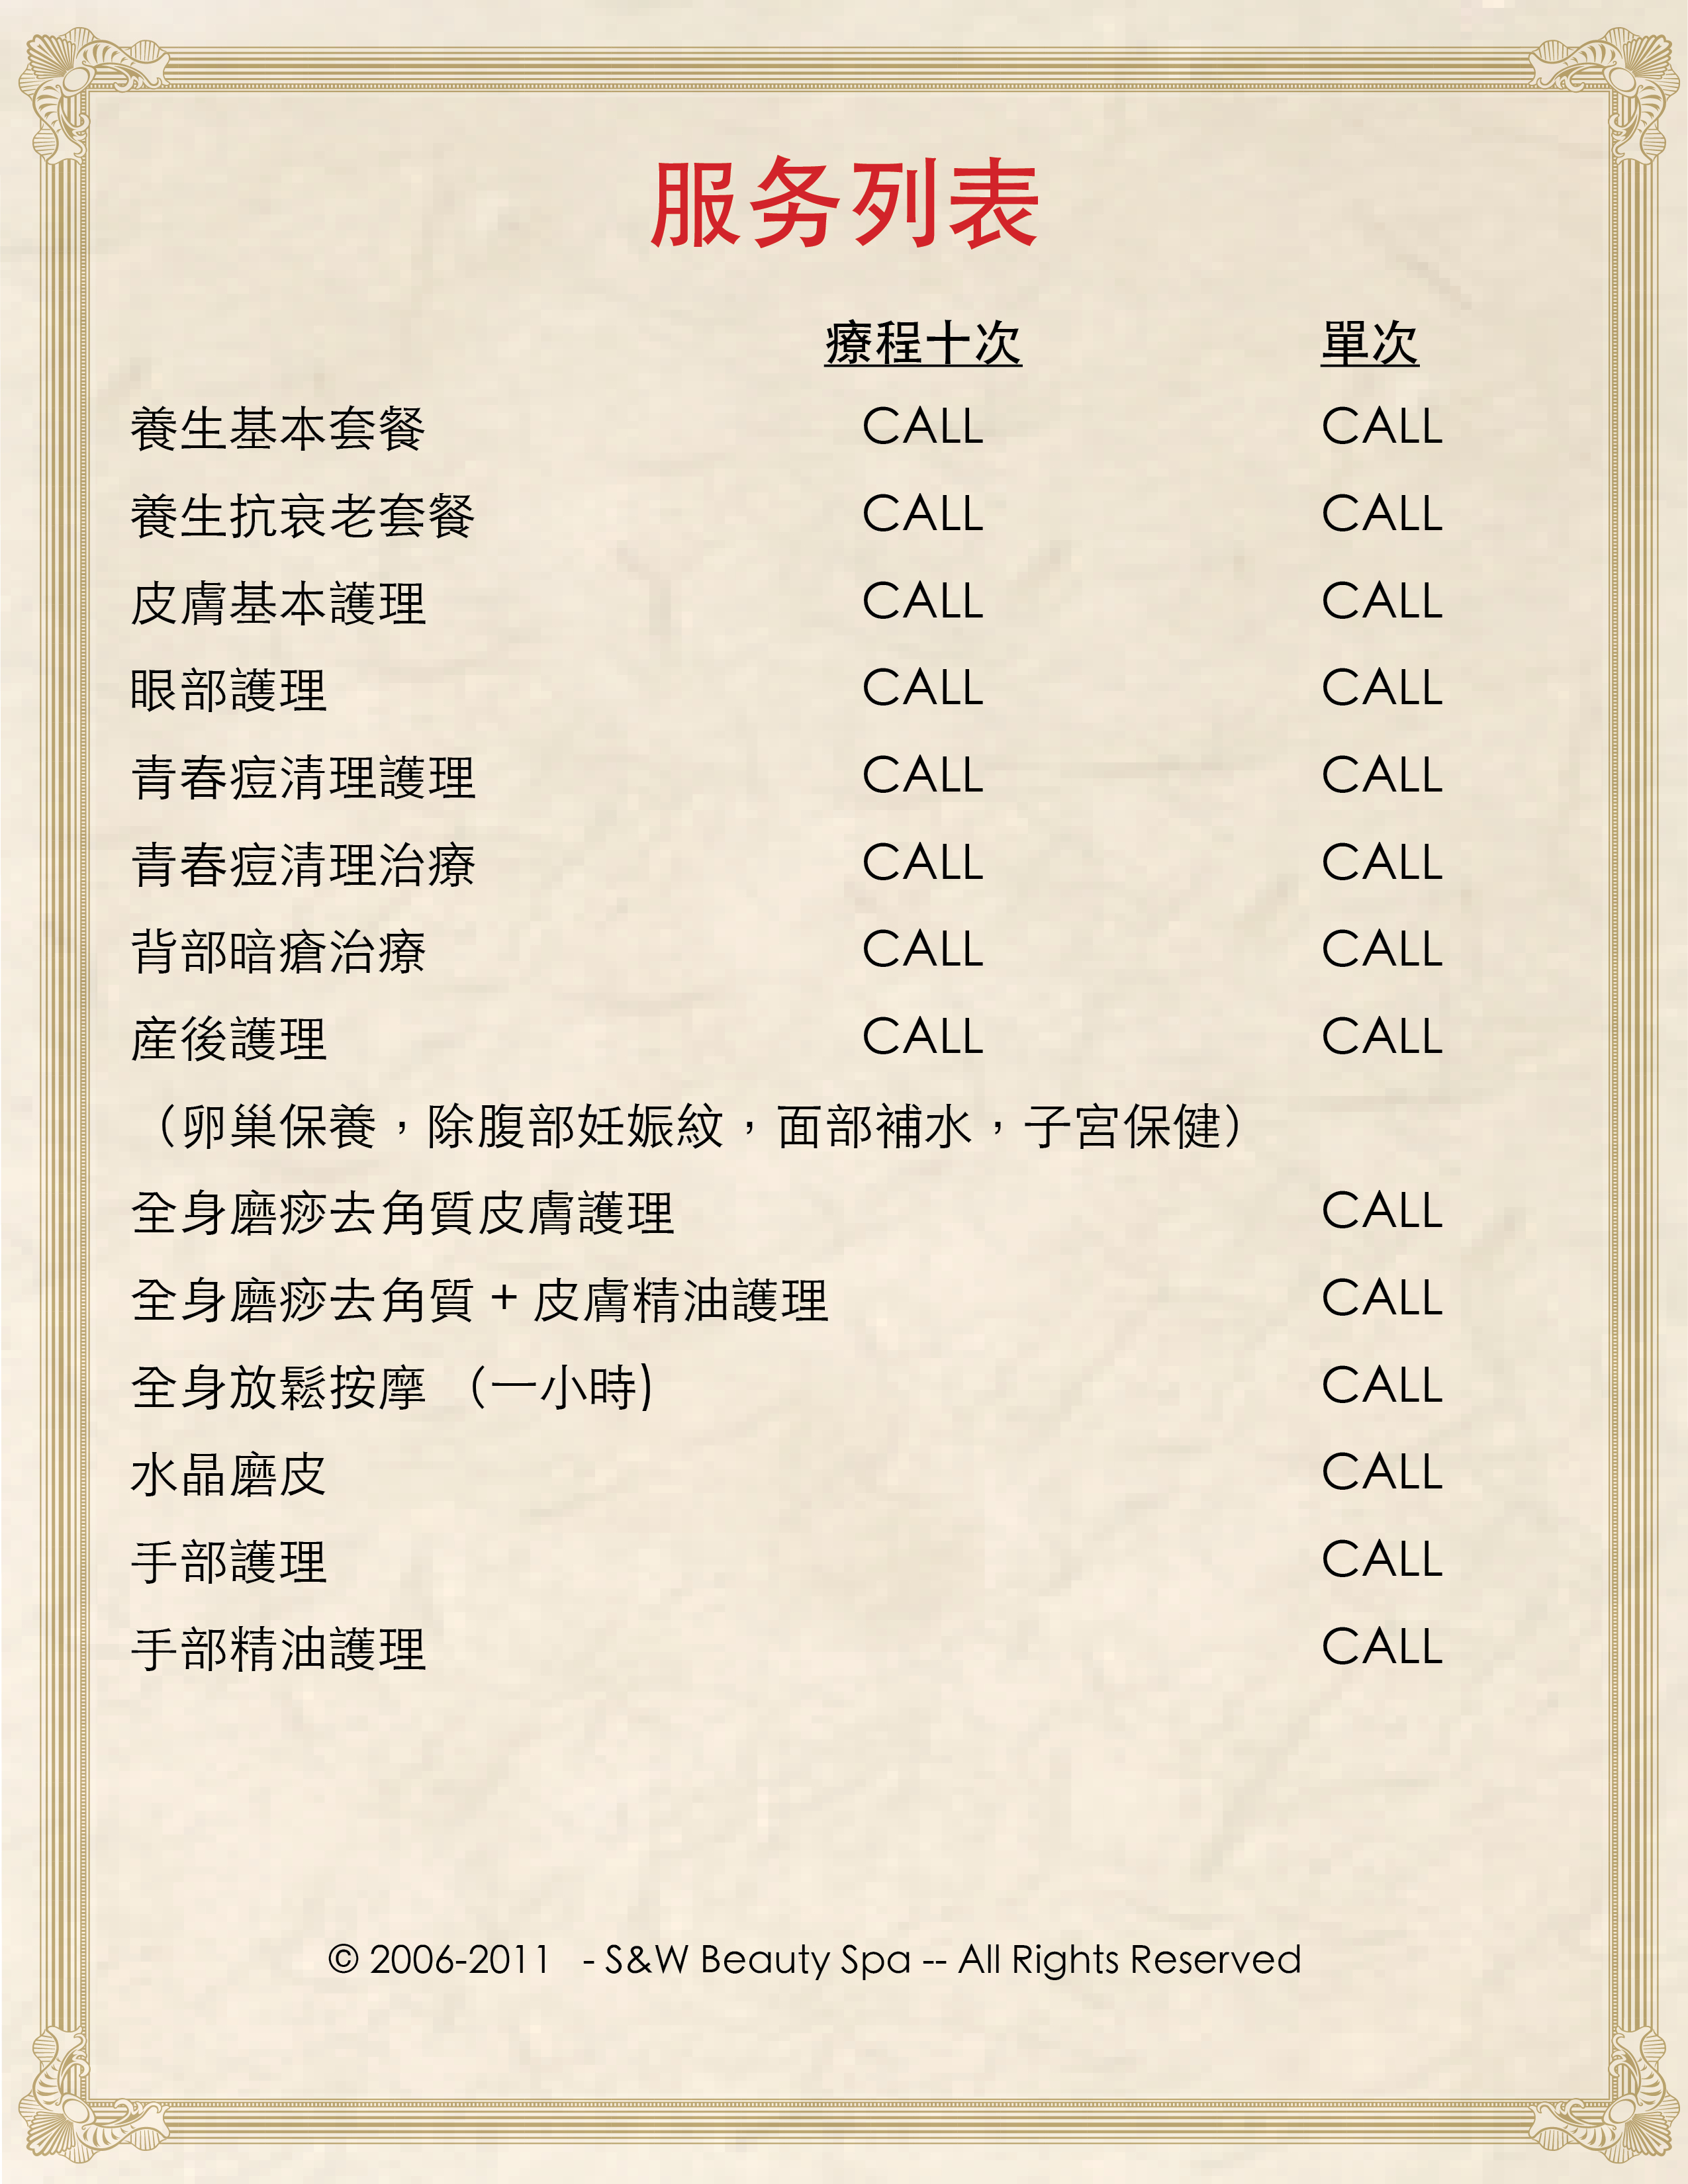 服务列表
療程十次 單次
養生基本套餐 CALL CALL
養生抗衰老套餐 CALL CALL
皮膚基本護理 CALL CALL
眼部護理 CALL CALL
青春痘清理護理 CALL CALL
青春痘清理治療 CALL CALL
背部暗瘡治療 CALL CALL
産後護理 CALL CALL
（卵巢保養，除腹部妊娠紋，面部補水，子宮保健）
全身磨痧去角質皮膚護理 CALL
全身磨痧去角質 + 皮膚精油護理 CALL
全身放鬆按摩 （一小時) CALL
水晶磨皮 CALL
手部護理 CALL
手部精油護理 CALL
© 2006-2011 - S&W Beauty Spa -- All Rights Reserved